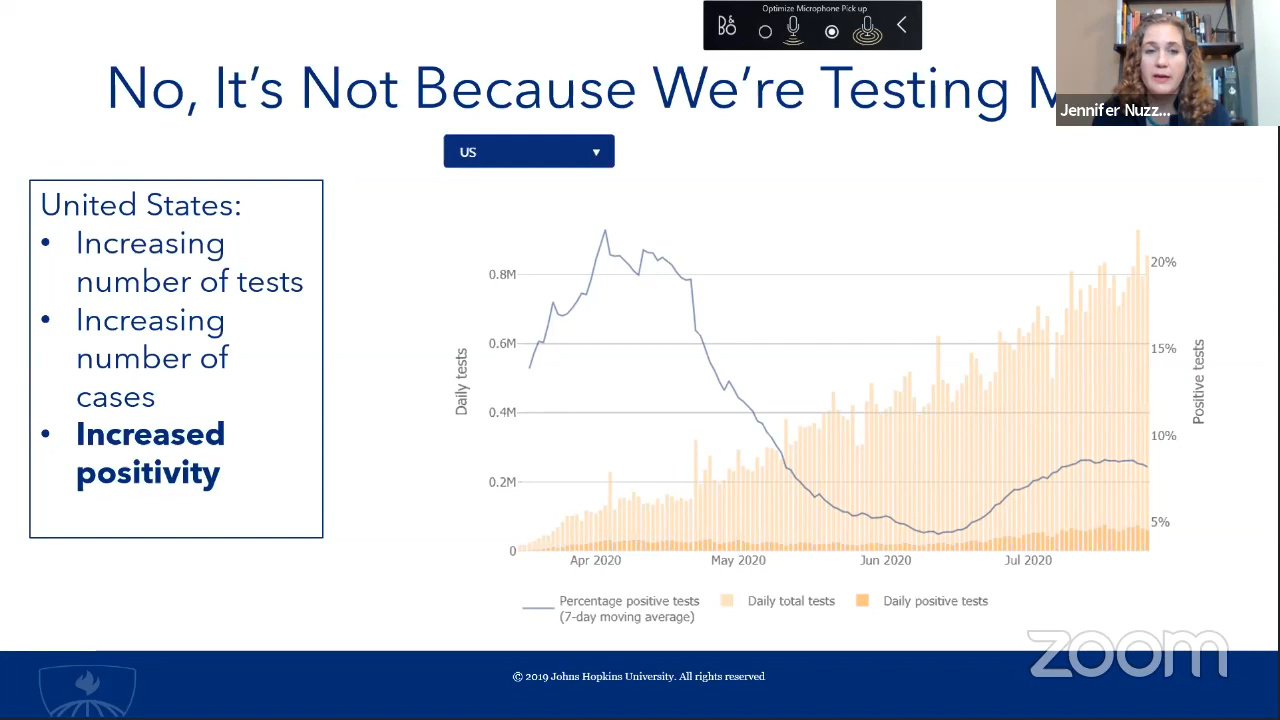 Optimize Microphone Pick up
B&O
No, It's Not Because We're Testing M
Jennifer Nuzz...
US
United States:
• Increasing
number of tests
• Increasing
number of
cases
• Increased
positivity
Daily tests
0.8M
0.6M
0.4M
0.2M
0
20%
15%
10%
5%
Positive tests
Apr 2020
May 2020
Jun 2020
Jul 2020
Percentage positive tests
(7-day moving average)
Daily total tests
Daily positive tests
zoom
© 2019 Johns Hopkins University. All rights reserved